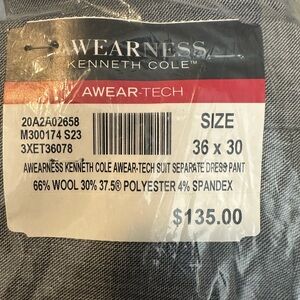 AWEARNESS
KENNETH COLE™
AWEAR-TECH
20A2A02658
M300174 S23
3XET36078
SIZE
36 x 30
AWEARNESS KENNETH COLE AWEAR-TECH SUIT SEPARATE DRESS PANT
66% WOOL 30% 37.5® POLYESTER 4% SPANDEX
$135.00